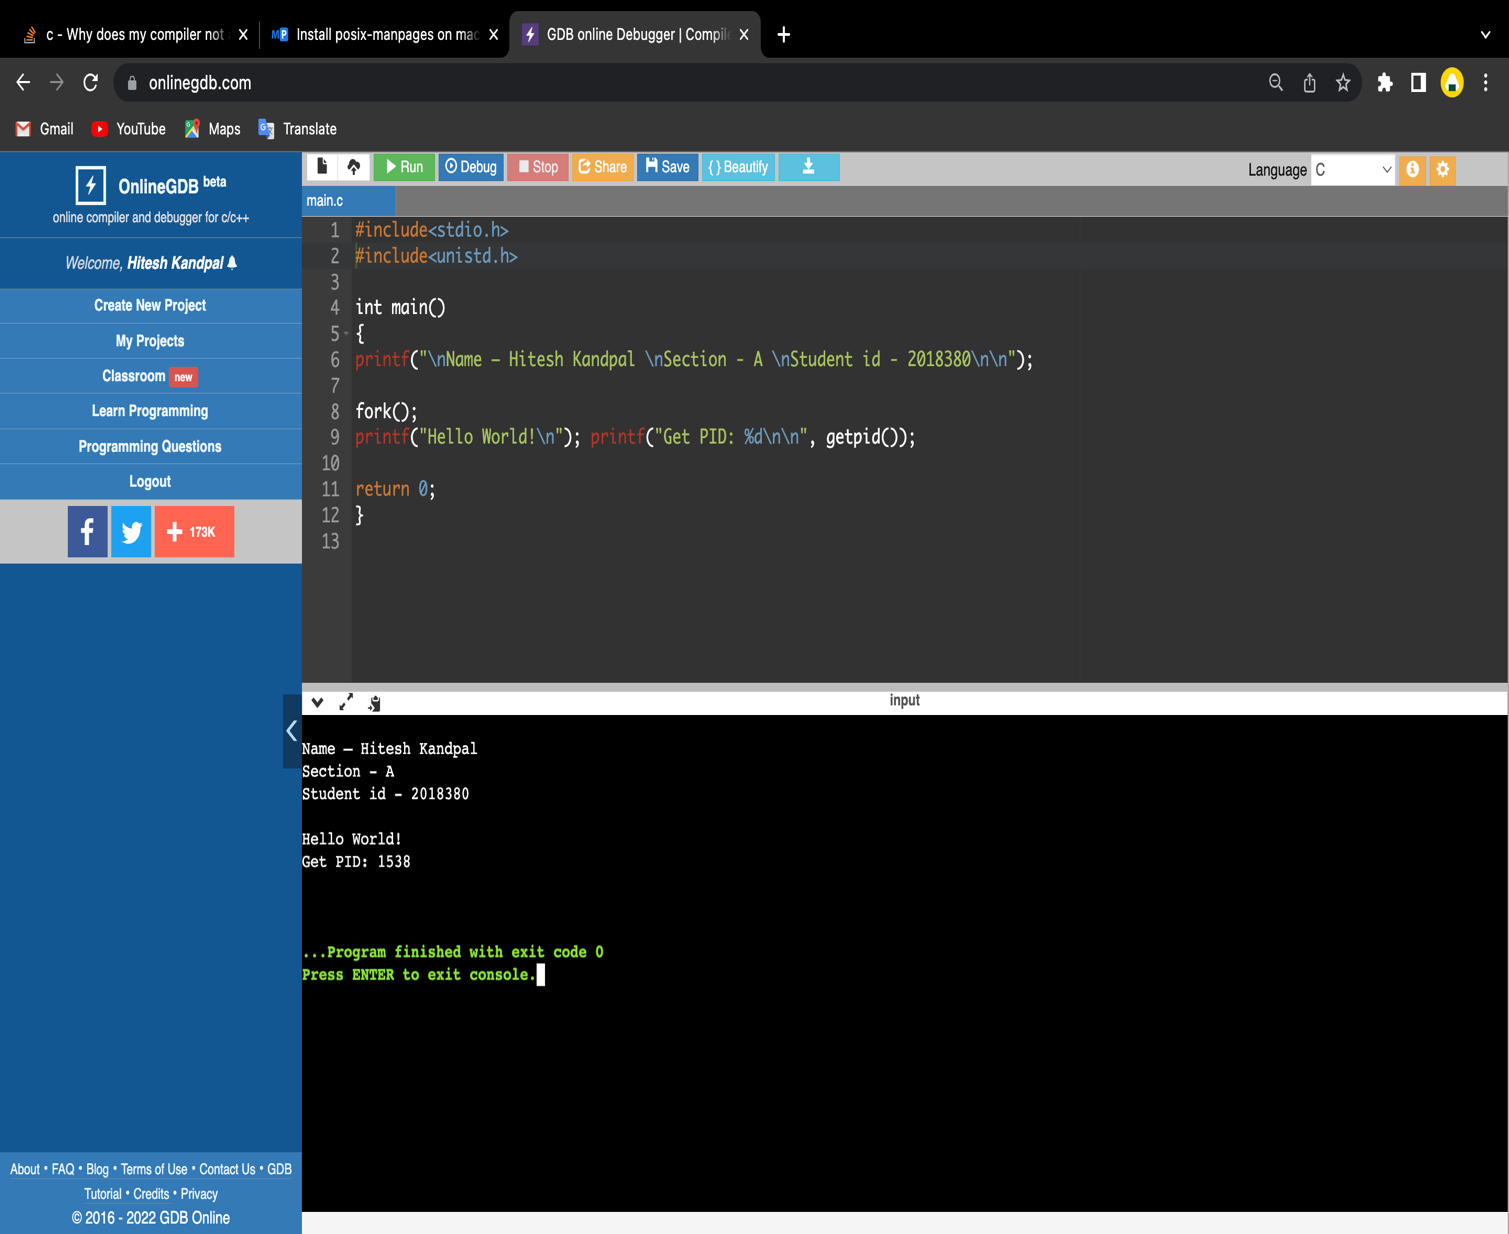 c - Why does my compiler not a
Install posix-manpages on mac
GDB online Debugger | Compile
onlinegdb.com
Gmail
YouTube
Maps
Translate
OnlineGDB beta
online compiler and debugger for c/c++
Welcome, Hitesh Kandpal
Create New Project
My Projects
Classroom new
Learn Programming
Programming Questions
Logout
+ 173K
Run
Debug
Stop
Share
Save
{ } Beautify
Language C
main.c
1 #include<stdio.h>
2 #include<unistd.h>
3
4 int main()
5 {
6 printf("\nName – Hitesh Kandpal \nSection - A \nStudent id - 2018380\n\n");
7
8 fork();
9 printf("Hello World!\n"); printf("Get PID: %d\n\n", getpid());
10
11 return 0;
12 }
13
input
Name – Hitesh Kandpal
Section - A
Student id - 2018380
Hello World!
Get PID: 1538
...Program finished with exit code 0
Press ENTER to exit console.
About • FAQ • Blog • Terms of Use • Contact Us • GDB
Tutorial • Credits • Privacy
© 2016 - 2022 GDB Online